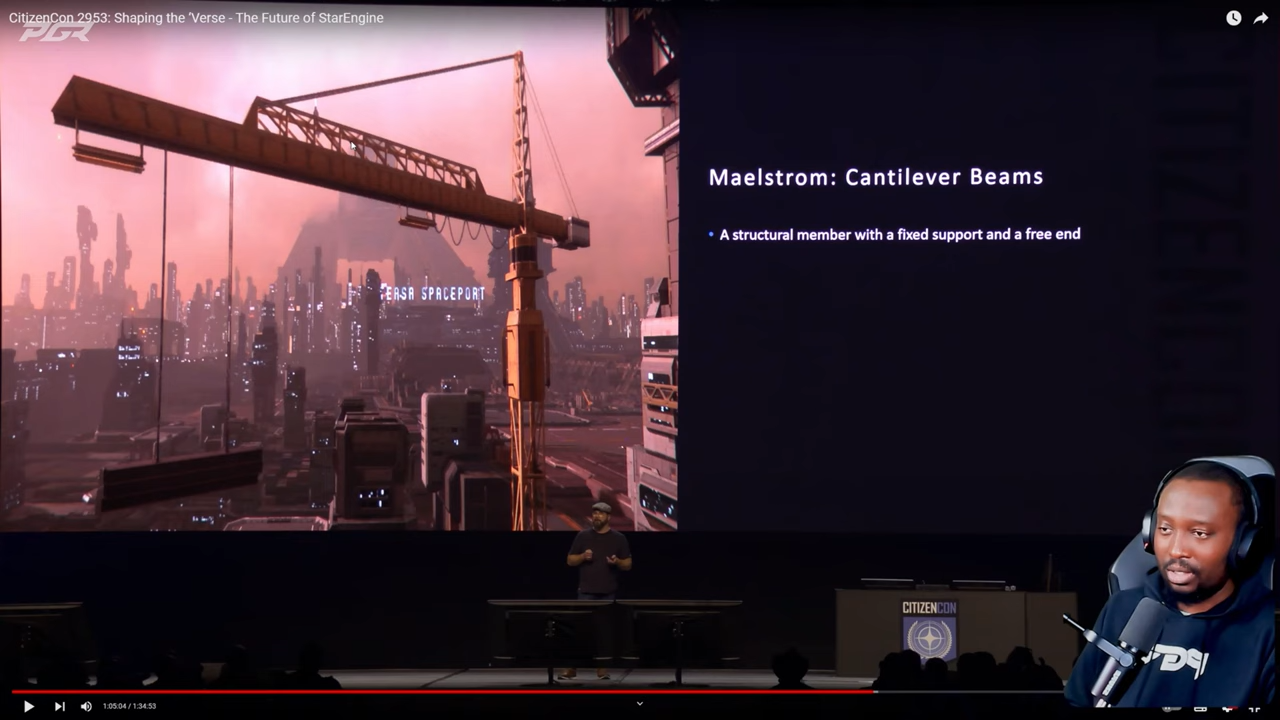 CitizenCon 2953: Shaping the 'Verse - The Future of StarEngine
PGR
Maelstrom: Cantilever Beams
• A structural member with a fixed support and a free end
EASA SPACEPORT
CITIZENCON
1:05:04 / 1:34:53